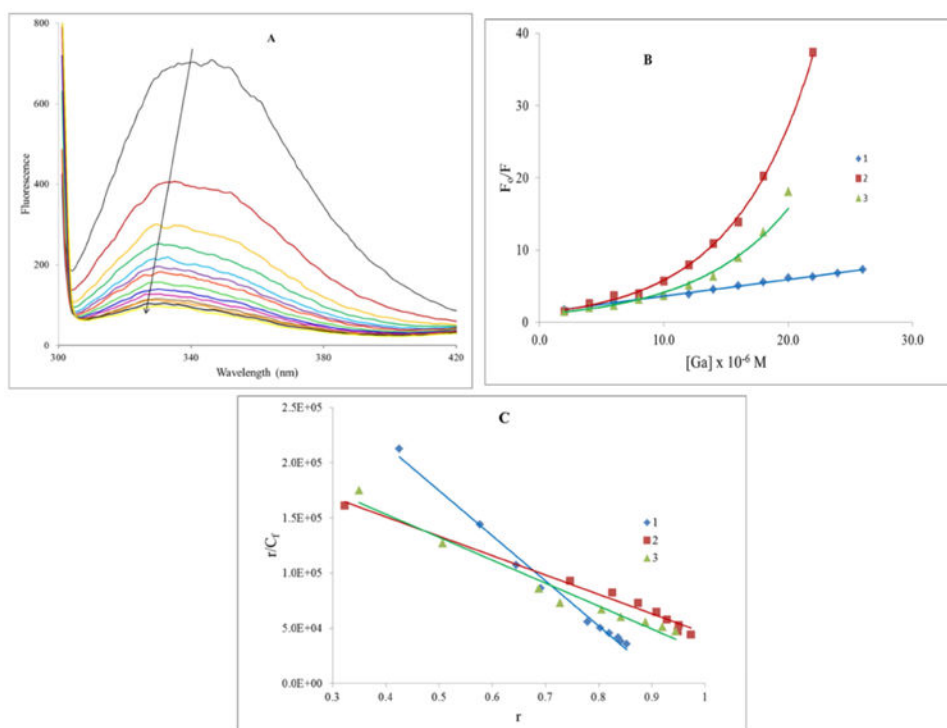 A
800
600
400
200
0
Fluorescence
300
340
380
420
Wavelength (nm)
B
40
30
20
10
0
F₀/F
1
2
3
0.0
10.0
20.0
30.0
[Ga] x 10⁻⁶ M
C
2.5E+05
2.0E+05
1.5E+05
1.0E+05
5.0E+04
0.0E+00
r/Cf
1
2
3
0.3
0.4
0.5
0.6
0.7
0.8
0.9
1
r